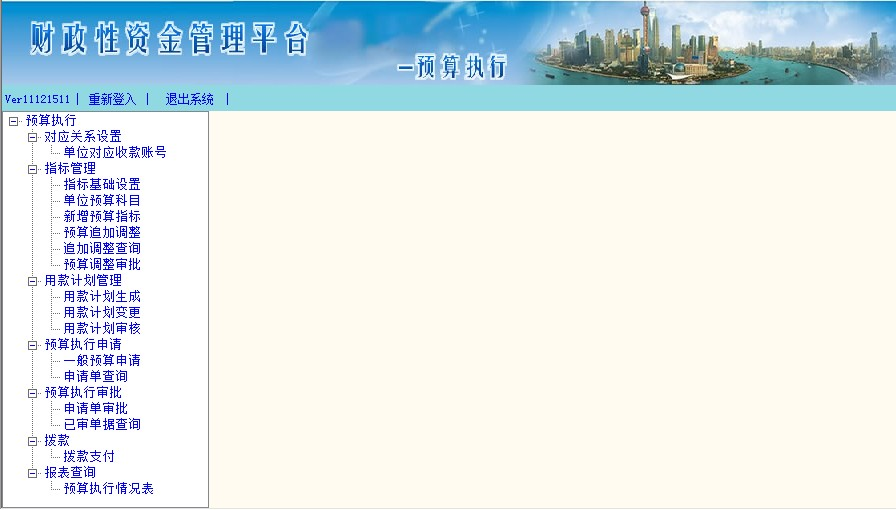 财政性资金管理平台
—预算执行
Ver11121511 | 重新登入 | 退出系统 |
预算执行
对应关系设置
单位对应收款账号
指标管理
指标基础设置
单位预算科目
新增预算指标
预算追加调整
追加调整查询
预算调整审批
用款计划管理
用款计划生成
用款计划变更
用款计划审核
预算执行申请
一般预算申请
申请单查询
预算执行审批
申请单审批
已审单据查询
拨款
拨款支付
报表查询
预算执行情况表